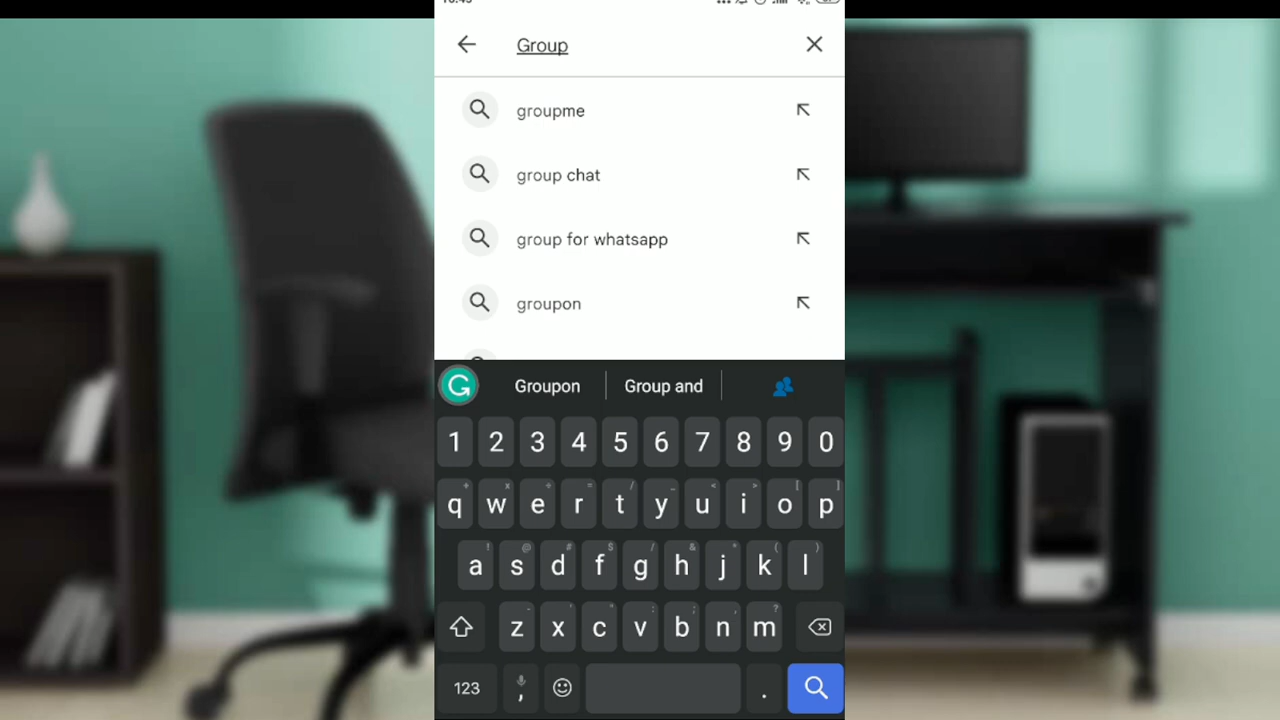 Group
groupme
group chat
group for whatsapp
groupon
Groupon Group and
1 2 3 4 5 6 7 8 9 0
q w e r t y u i o p
a s d f g h j k l
z x c v b n m
123 , .